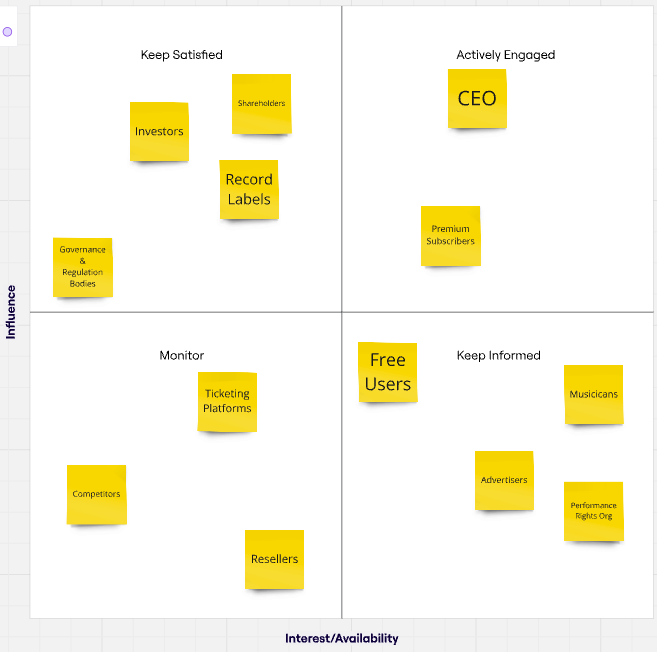 Keep Satisfied
Actively Engaged
Shareholders
CEO
Investors
Record
Labels
Premium
Subscribers
Governance
&
Regulation
Bodies
Influence
Monitor
Keep Informed
Free
Users
Ticketing
Platforms
Musicicans
Advertisers
Competitors
Performance
Rights Org
Resellers
Interest/Availability